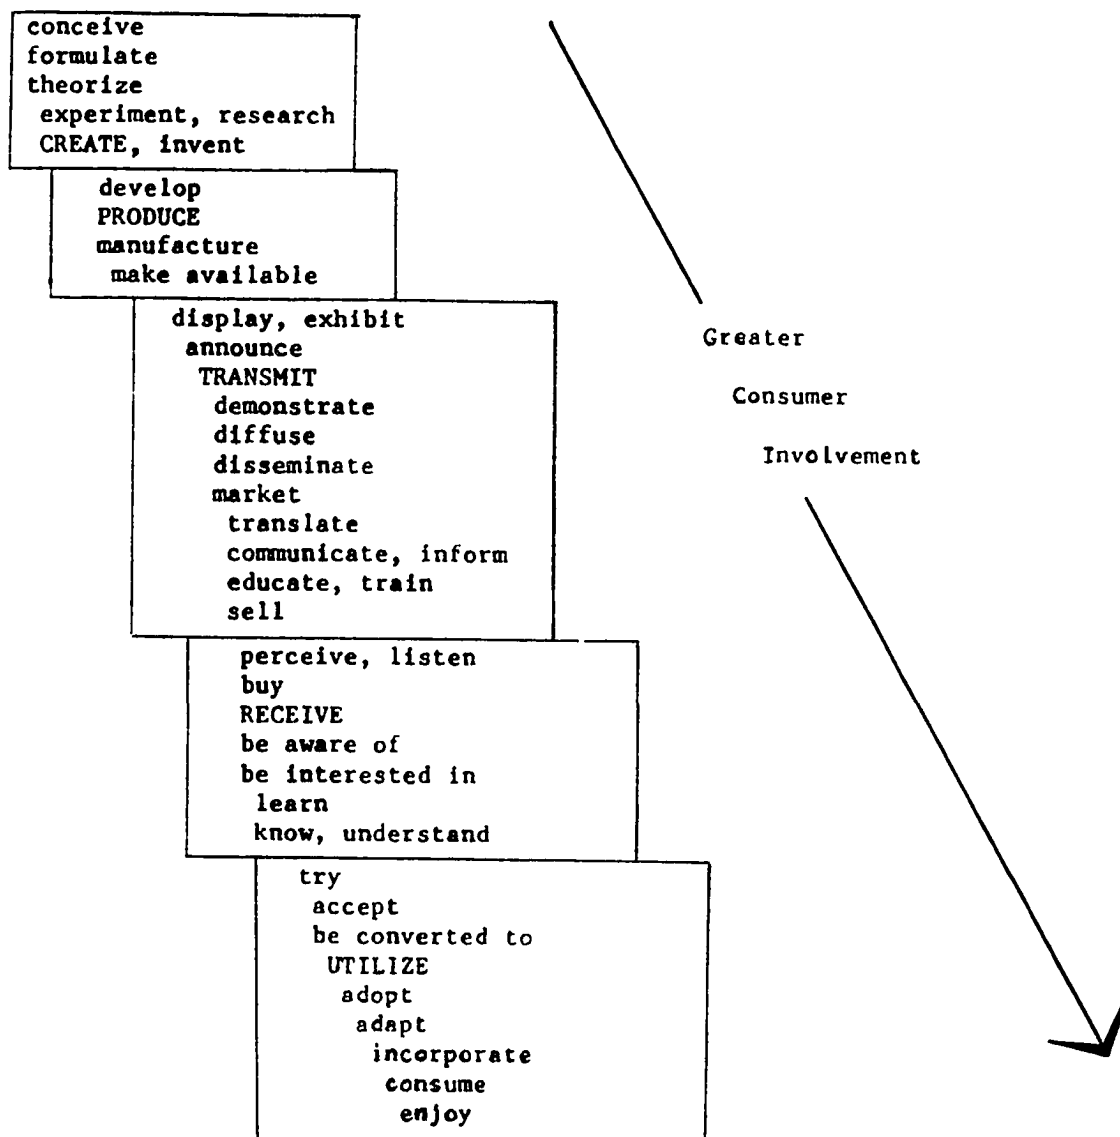 conceive
formulate
theorize
experiment, research
CREATE, invent
develop
PRODUCE
manufacture
make available
display, exhibit
announce
TRANSMIT
demonstrate
diffuse
disseminate
market
translate
communicate, inform
educate, train
sell
perceive, listen
buy
RECEIVE
be aware of
be interested in
learn
know, understand
try
accept
be converted to
UTILIZE
adopt
adapt
incorporate
consume
enjoy
Greater
Consumer
Involvement